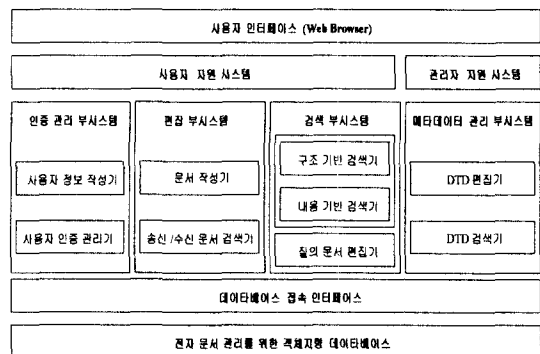 사용자 인터페이스 (Web Browser)
사용자 지원 시스템
관리자 지원 시스템
인증 관리 부시스템
편집 부시스템
검색 부시스템
메타데이터 관리 부시스템
사용자 정보 작성기
문서 작성기
구조 기반 검색기
DTD 편집기
내용 기반 검색기
사용자 인증 관리기
송신 /수신 문서 검색기
질의 문서 편집기
DTD 검색기
데이타베이스 접속 인터페이스
전자 문서 관리를 위한 객체지향 데이타베이스